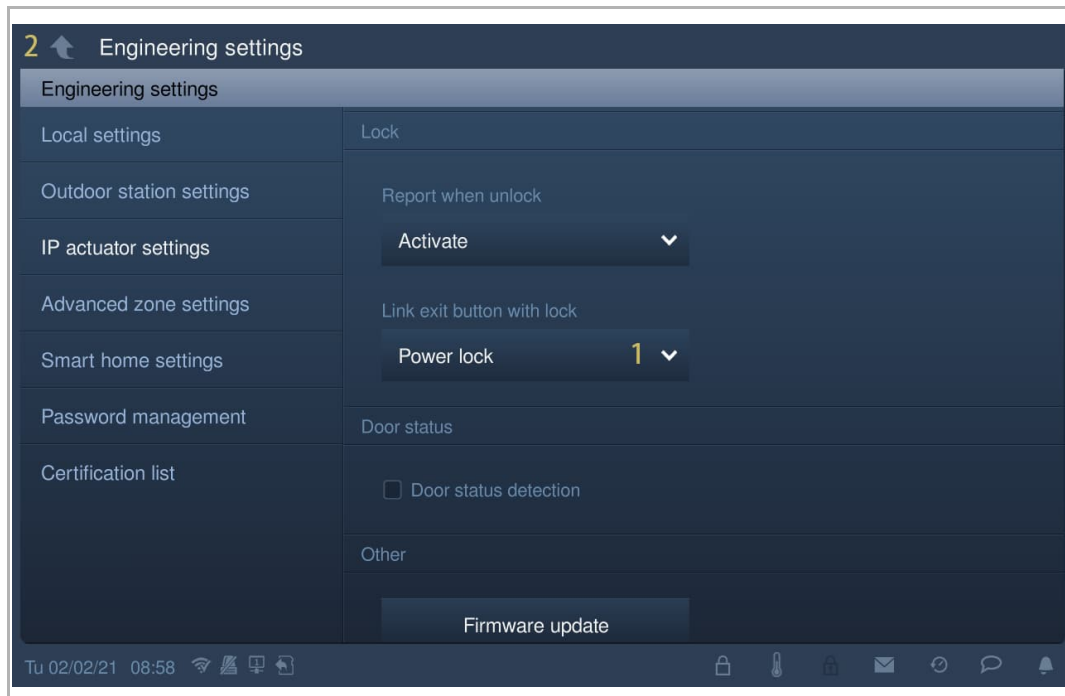 2 Engineering settings
Engineering settings
Local settings
Outdoor station settings
IP actuator settings
Advanced zone settings
Smart home settings
Password management
Certification list
Lock
Report when unlock
Activate
Link exit button with lock
Power lock 1
Door status
Door status detection
Other
Firmware update
Tu 02/02/21 08:58